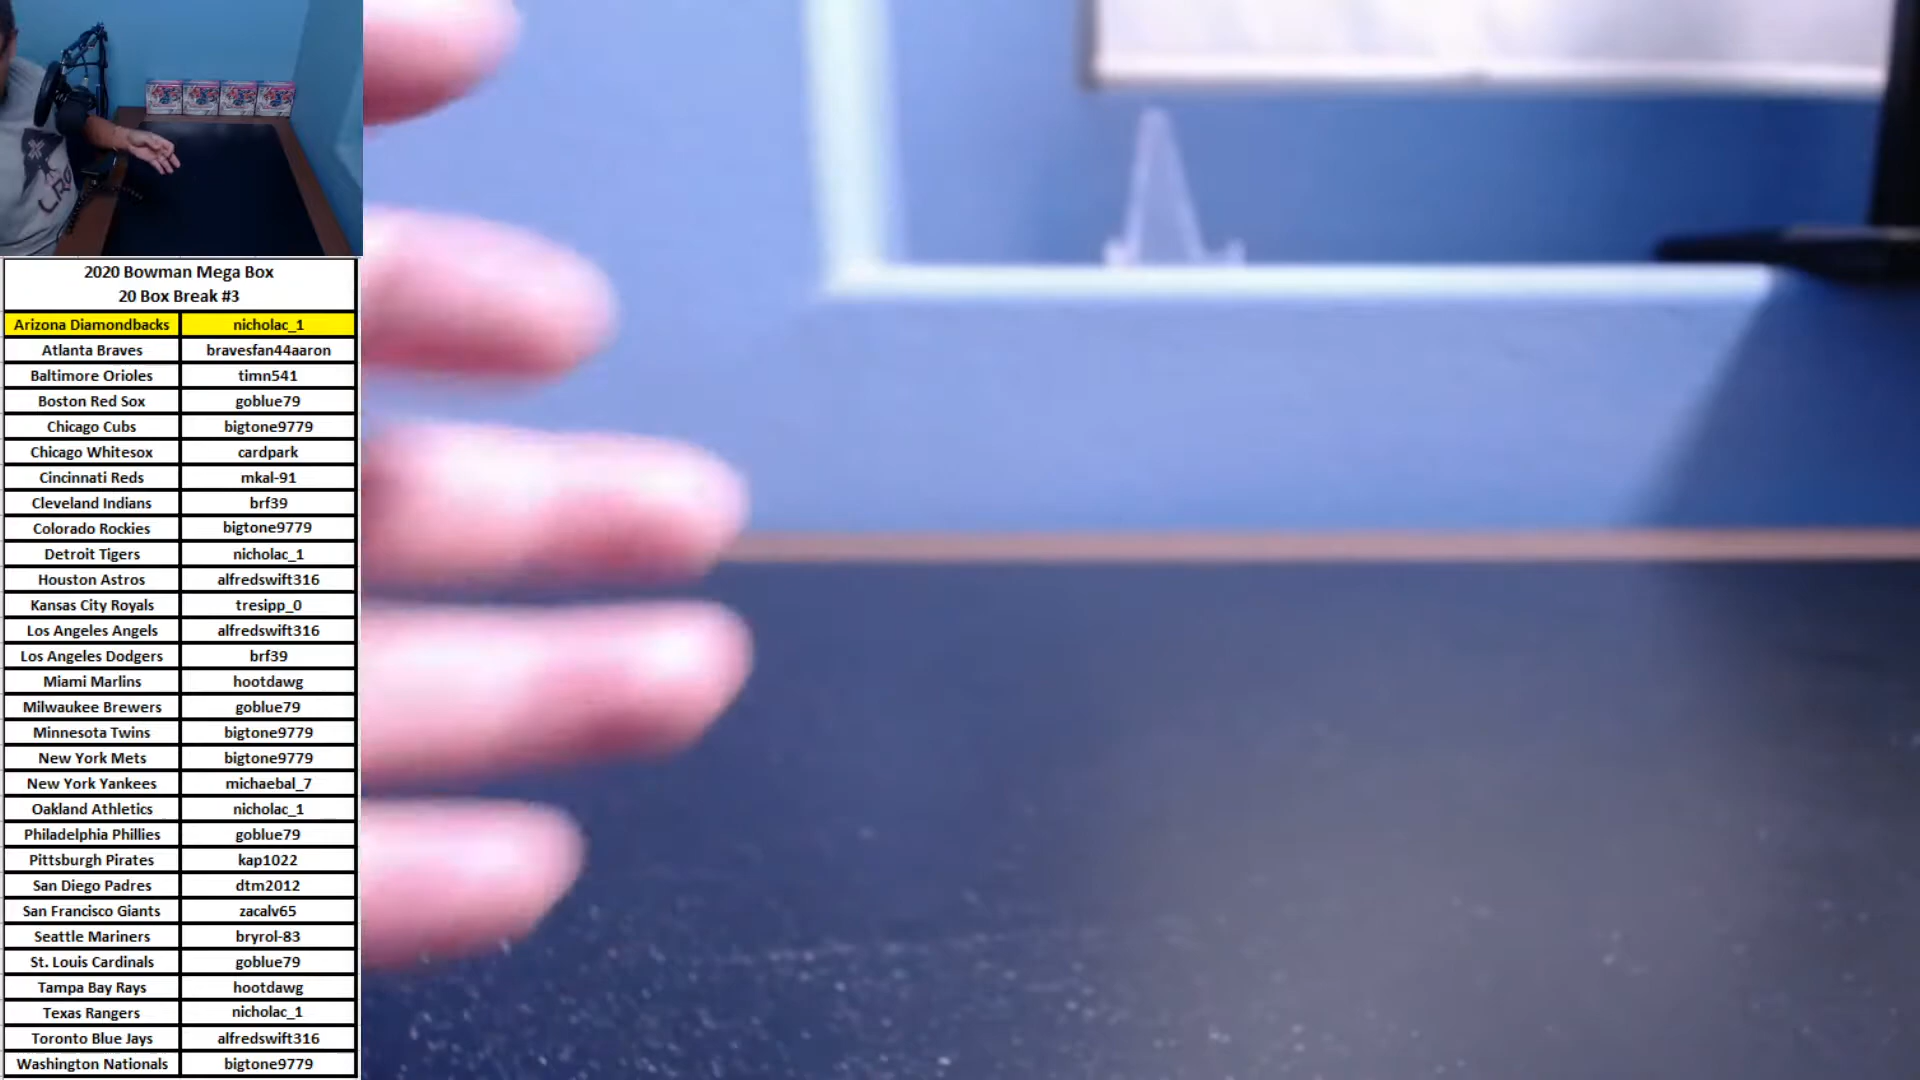 2020 Bowman Mega Box
20 Box Break #3
Arizona Diamondbacks nicholac_1
Atlanta Braves bravesfan44aaron
Baltimore Orioles timn541
Boston Red Sox goblue79
Chicago Cubs bigtone9779
Chicago Whitesox cardpark
Cincinnati Reds mkal-91
Cleveland Indians brf39
Colorado Rockies bigtone9779
Detroit Tigers nicholac_1
Houston Astros alfredswift316
Kansas City Royals tresipp_0
Los Angeles Angels alfredswift316
Los Angeles Dodgers brf39
Miami Marlins hootdawg
Milwaukee Brewers goblue79
Minnesota Twins bigtone9779
New York Mets bigtone9779
New York Yankees michaebal_7
Oakland Athletics nicholac_1
Philadelphia Phillies goblue79
Pittsburgh Pirates kap1022
San Diego Padres dtm2012
San Francisco Giants zacalv65
Seattle Mariners bryrol-83
St. Louis Cardinals goblue79
Tampa Bay Rays hootdawg
Texas Rangers nicholac_1
Toronto Blue Jays alfredswift316
Washington Nationals bigtone9779